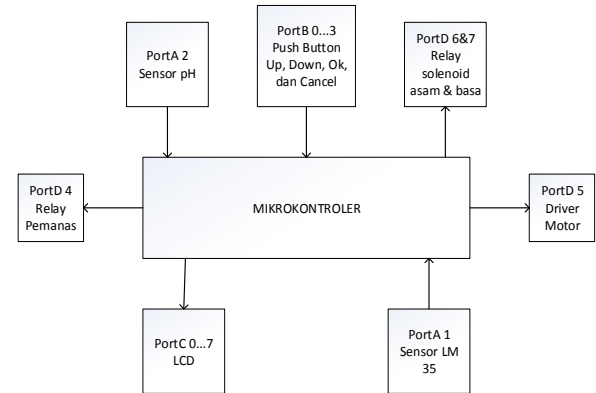 PortA 2
Sensor pH
PortB 0...3
Push Button
Up, Down, Ok,
dan Cancel
PortD 6&7
Relay
solenoid
asam & basa
PortD 4
Relay
Pemanas
MIKROKONTROLER
PortD 5
Driver
Motor
PortC 0...7
LCD
PortA 1
Sensor LM
35